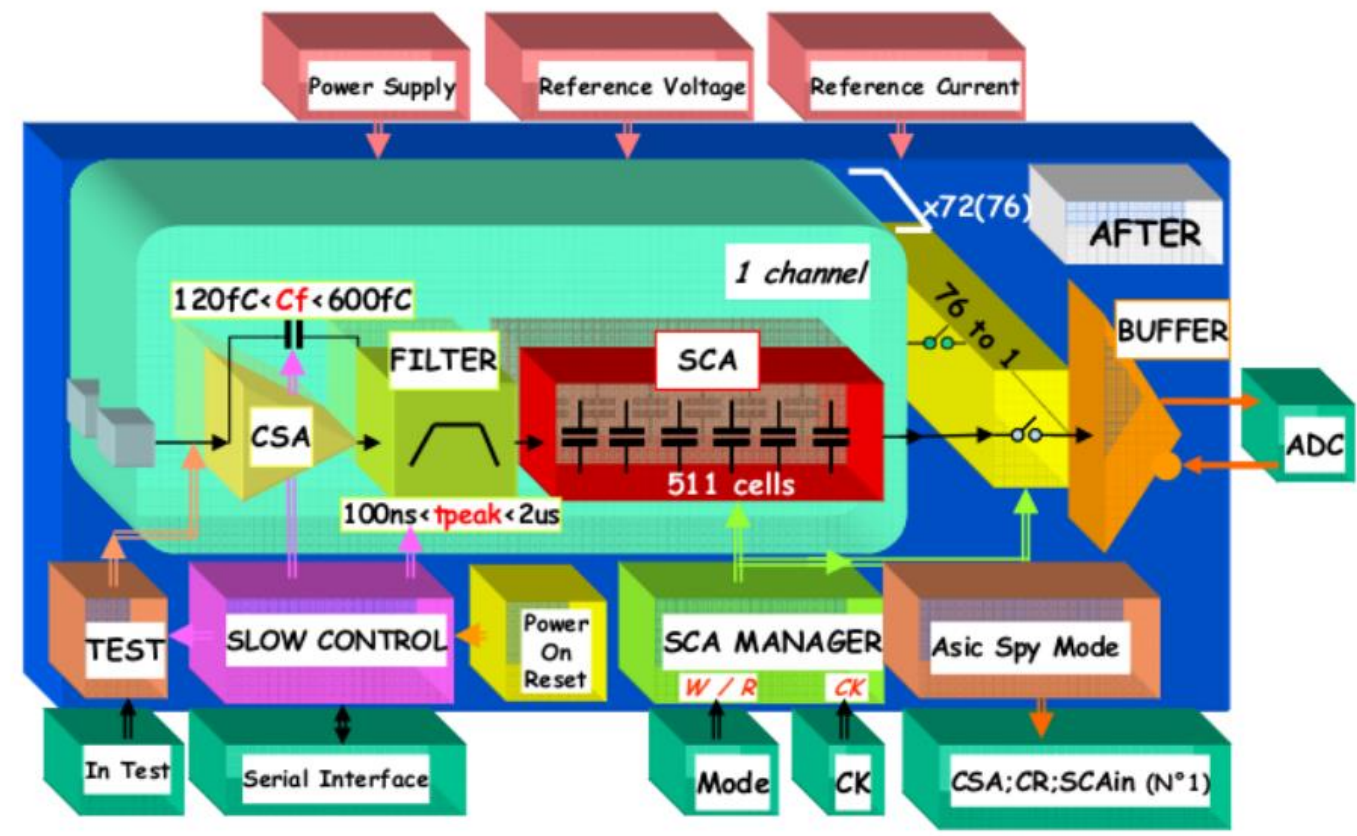 Power Supply
Reference Voltage
Reference Current
x72(76)
AFTER
1 channel
120fC<Cf<600fC
76 to 1
BUFFER
FILTER
SCA
CSA
ADC
511 cells
100ns<tpeak<2us
TEST
SLOW CONTROL
Power
On
Reset
SCA MANAGER
W / R
CK
Asic Spy Mode
In Test
Serial Interface
Mode
CK
CSA;CR;SCAin (N°1)